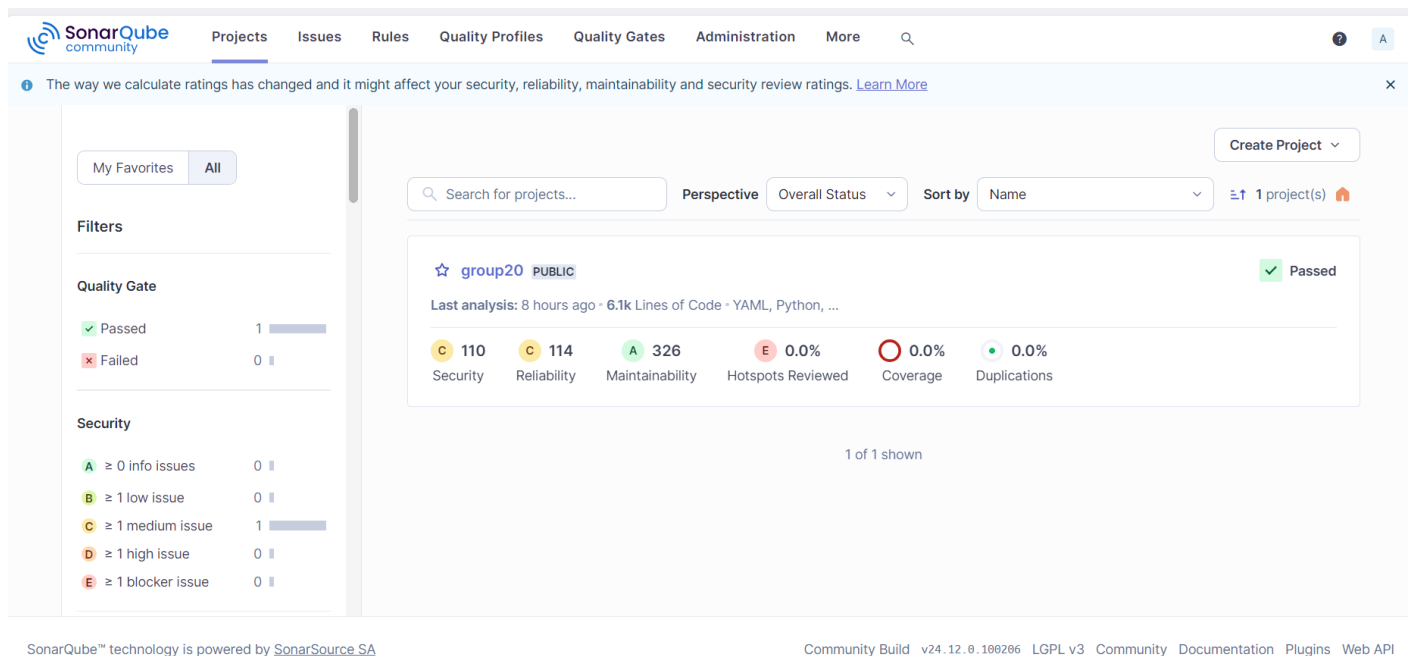 SonarQube community Projects Issues Rules Quality Profiles Quality Gates Administration More ? A
The way we calculate ratings has changed and it might affect your security, reliability, maintainability and security review ratings. Learn More
My Favorites All
Filters
Quality Gate
Passed 1
Failed 0
Security
A ≥ 0 info issues 0
B ≥ 1 low issue 0
C ≥ 1 medium issue 1
D ≥ 1 high issue 0
E ≥ 1 blocker issue 0
Create Project
Search for projects... Perspective Overall Status Sort by Name 1 project(s)
group20 PUBLIC Passed
Last analysis: 8 hours ago • 6.1k Lines of Code • YAML, Python, ...
C 110 C 114 A 326 E 0.0% 0.0% 0.0%
Security Reliability Maintainability Hotspots Reviewed Coverage Duplications
1 of 1 shown
SonarQube™ technology is powered by SonarSource SA Community Build v24.12.0.100206 LGPL v3 Community Documentation Plugins Web API